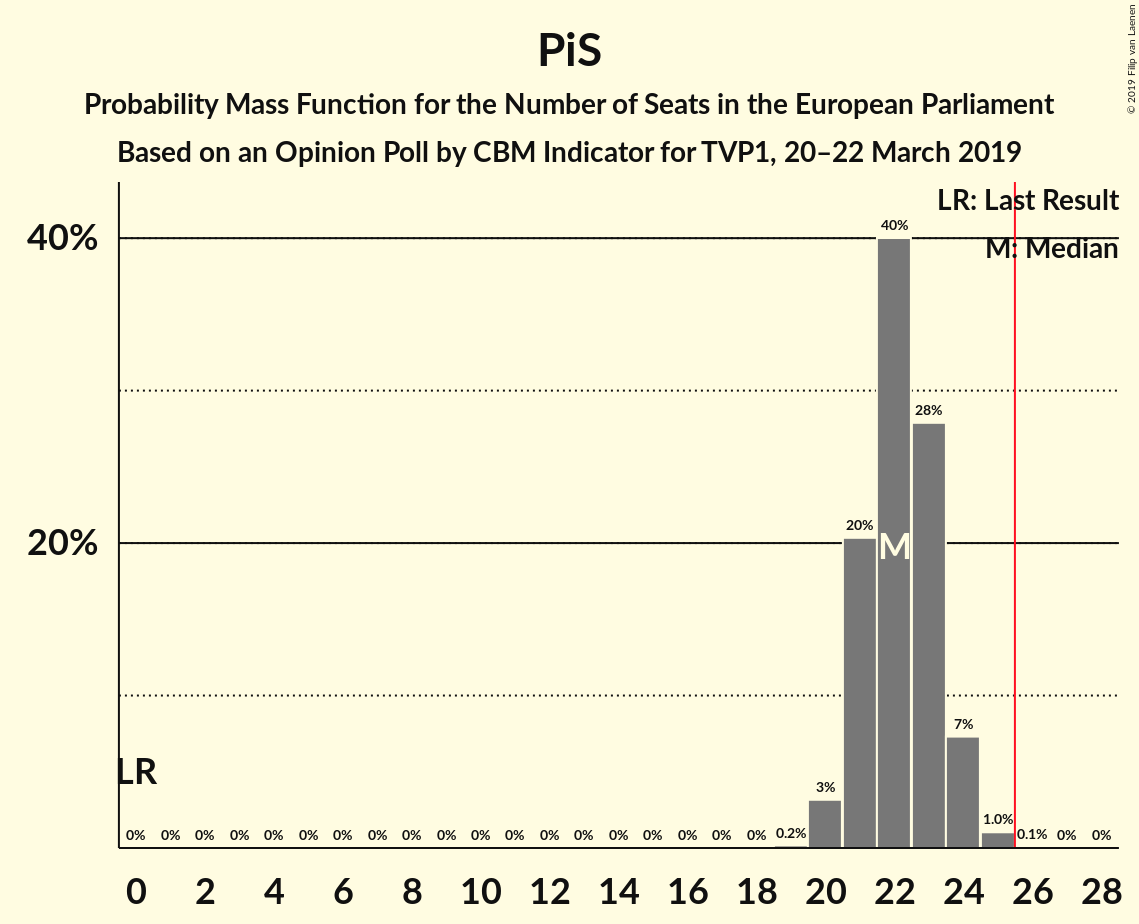 PiS
Probability Mass Function for the Number of Seats in the European Parliament
Based on an Opinion Poll by CBM Indicator for TVP1, 20–22 March 2019
© 2019 Filip van Laenen
LR: Last Result
M: Median
40%
20%
40%
28%
20%
M
7%
3%
1.0%
0.2%
0.1%
LR
0% 0% 0% 0% 0% 0% 0% 0% 0% 0% 0% 0% 0% 0% 0% 0% 0% 0% 0% 0% 0%
0 2 4 6 8 10 12 14 16 18 20 22 24 26 28